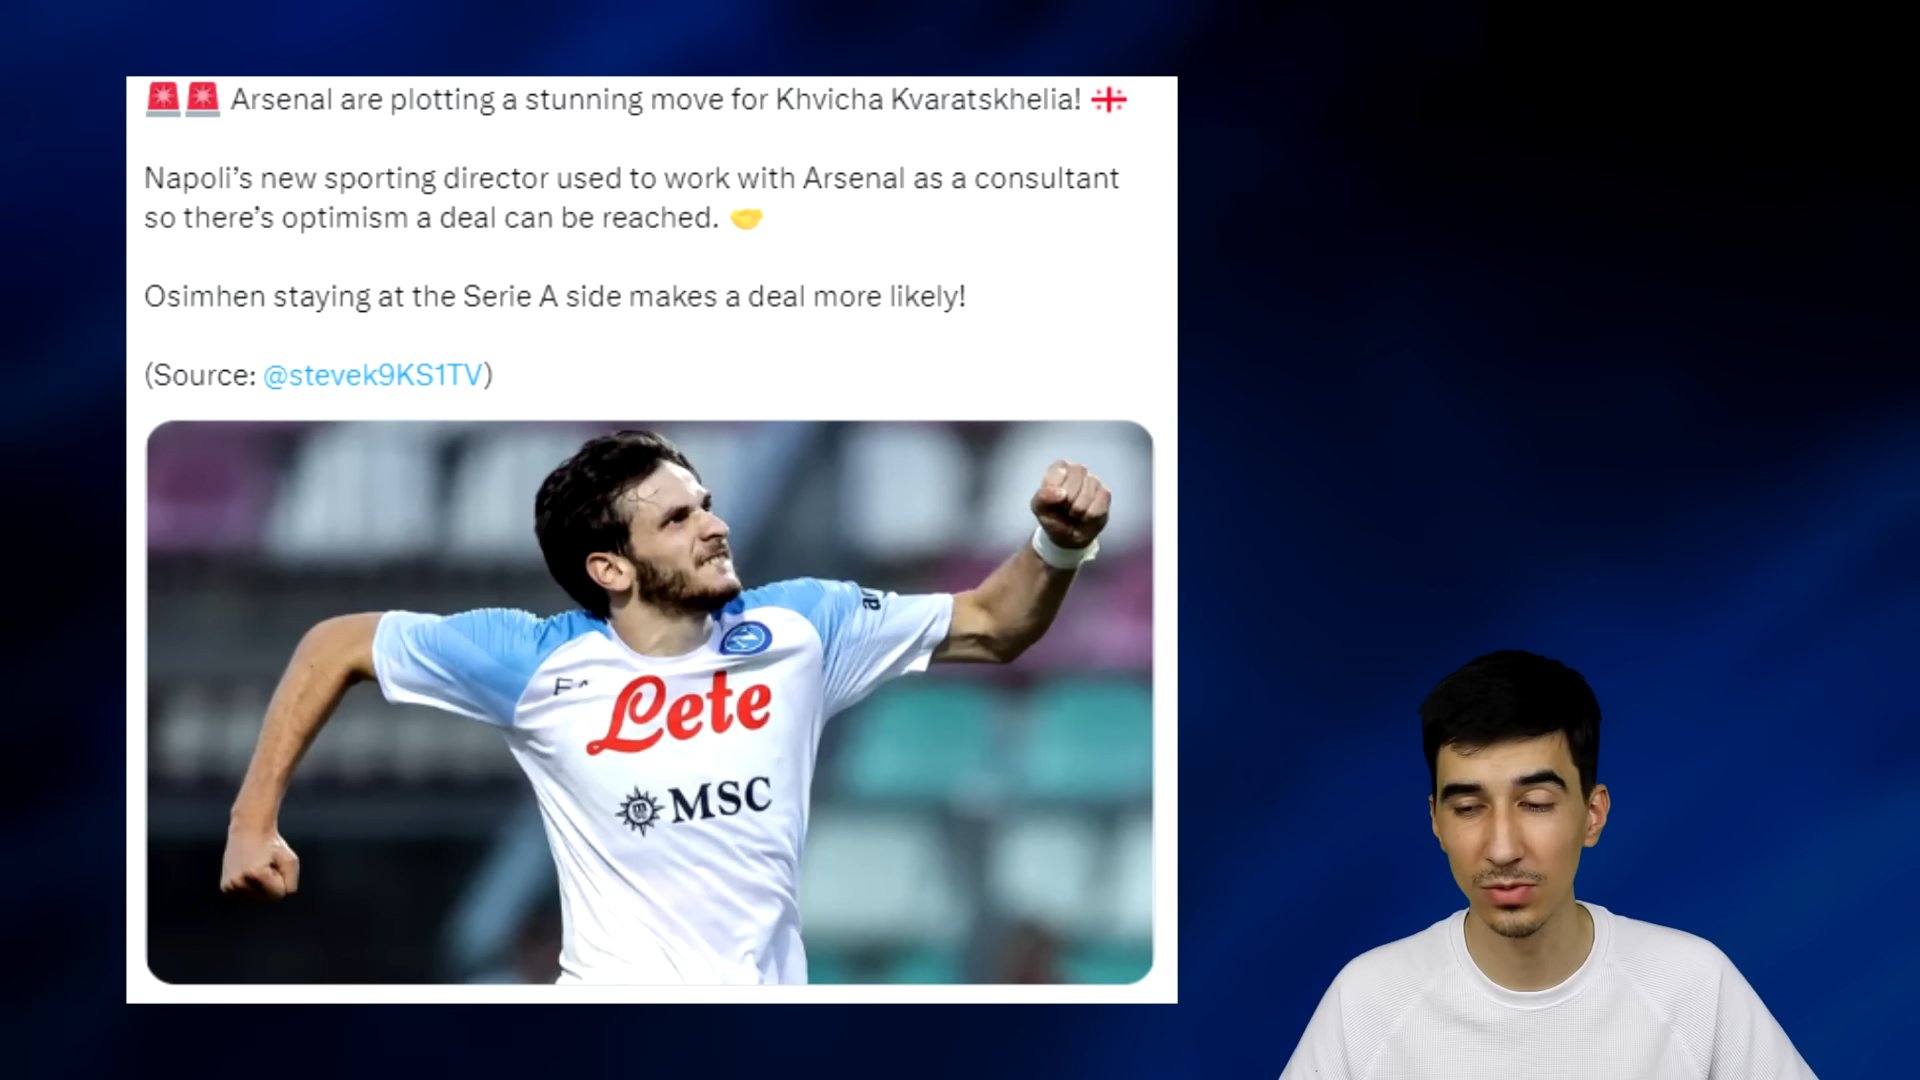 🚨🚨 Arsenal are plotting a stunning move for Khvicha Kvaratskhelia! 🇬🇪
Napoli’s new sporting director used to work with Arsenal as a consultant
so there’s optimism a deal can be reached. 🤝
Osimhen staying at the Serie A side makes a deal more likely!
(Source: @stevek9KS1TV)
N
Lete
MSC